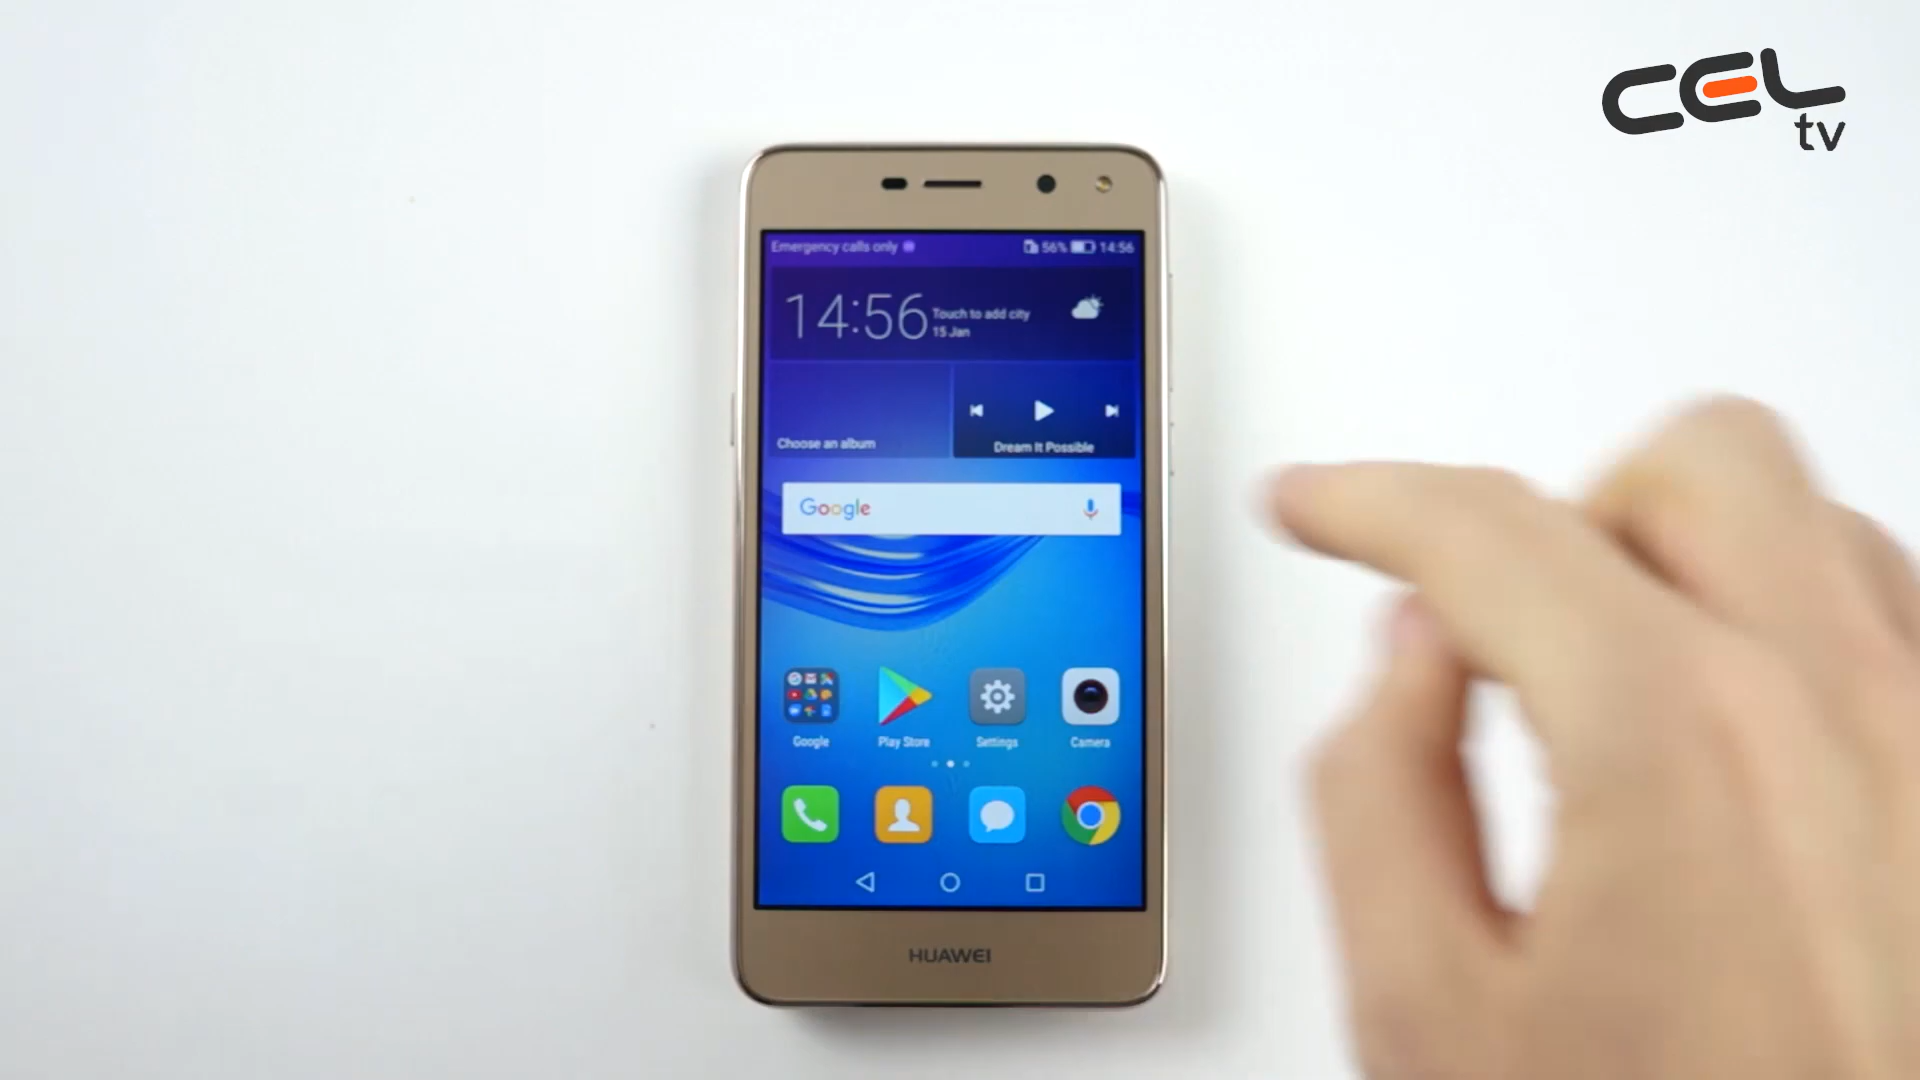 CEL
tv
Emergency calls only
56% 14:56
14:56
Touch to add city
15 Jan
Choose an album
Dream It Possible
Google
Google
Play Store
Settings
Camera
HUAWEI